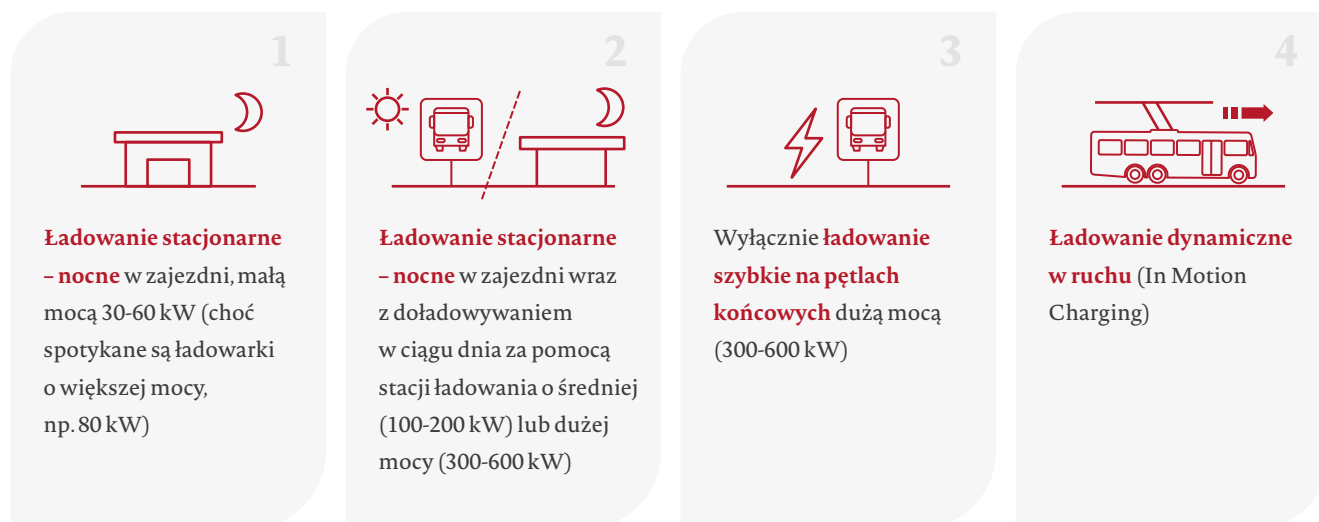 1
Ładowanie stacjonarne
– nocne w zajezdni, małą
mocą 30-60 kW (choć
spotykane są ładowarki
o większej mocy,
np. 80 kW)
2
Ładowanie stacjonarne
– nocne w zajezdni wraz
z doładowywaniem
w ciągu dnia za pomocą
stacji ładowania o średniej
(100-200 kW) lub dużej
mocy (300-600 kW)
3
Wyłącznie ładowanie
szybkie na pętlach
końcowych dużą mocą
(300-600 kW)
4
Ładowanie dynamiczne
w ruchu (In Motion
Charging)